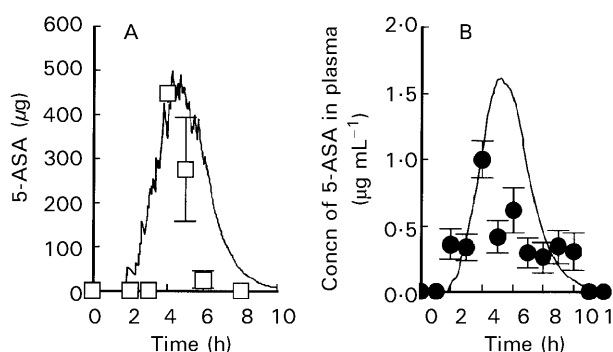 A
600
500
400
300
200
100
0
5-ASA (µg)
0 2 4 6 8 10
Time (h)
B
2·0
1·5
1·0
0·5
0·0
Concn of 5-ASA in plasma
(µg mL⁻¹)
0 2 4 6 8 10 1
Time (h)